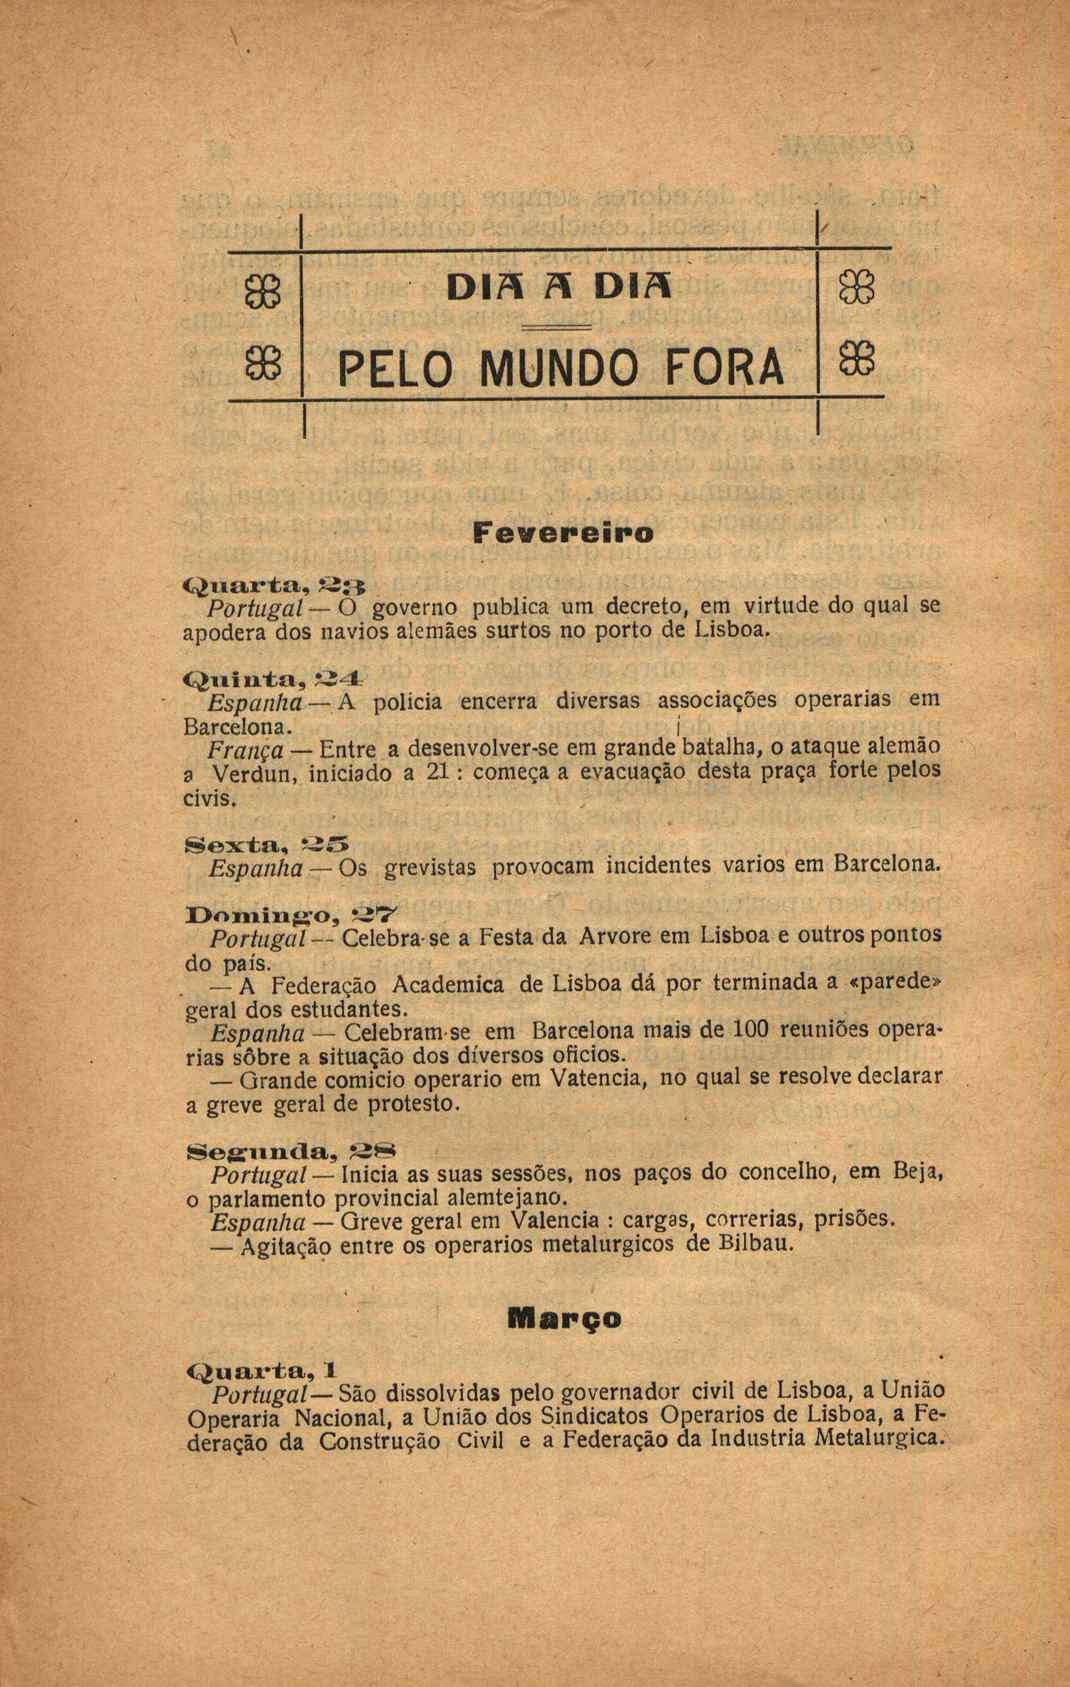 DIA A DIA
PELO MUNDO FORA
Fevereiro
Quarta, 23
Portugal — O governo publica um decreto, em virtude do qual se
apodera dos navios alemães surtos no porto de Lisboa.
Quinta, 24
Espanha — A policia encerra diversas associações operarias em
Barcelona.
França — Entre a desenvolver-se em grande batalha, o ataque alemão
a Verdun, iniciado a 21 : começa a evacuação desta praça forte pelos
civis.
Sexta, 25
Espanha — Os grevistas provocam incidentes varios em Barcelona.
Domingo, 27
Portugal — Celebra-se a Festa da Arvore em Lisboa e outros pontos
do país.
— A Federação Academica de Lisboa dá por terminada a «parede»
geral dos estudantes.
Espanha — Celebram-se em Barcelona mais de 100 reuniões opera-
rias sôbre a situação dos díversos oficios.
— Grande comicio operario em Vatencia, no qual se resolve declarar
a greve geral de protesto.
Segunda, 28
Portugal — Inicia as suas sessões, nos paços do concelho, em Beja,
o parlamento provincial alemtejano.
Espanha — Greve geral em Valencia : cargas, correrias, prisões.
— Agitação entre os operarios metalurgicos de Bilbau.
Março
Quarta, 1
Portugal — São dissolvidas pelo governador civil de Lisboa, a União
Operaria Nacional, a União dos Sindicatos Operarios de Lisboa, a Fe-
deração da Construção Civil e a Federação da Industria Metalurgica.